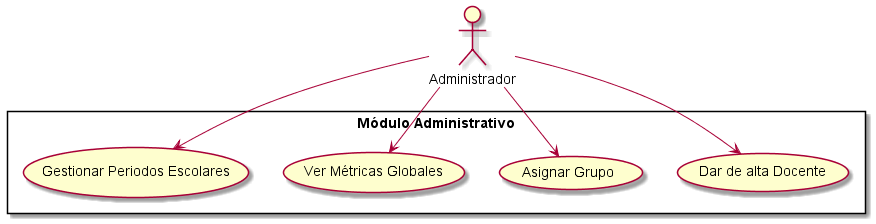 Administrador
Módulo Administrativo
Gestionar Periodos Escolares
Ver Métricas Globales
Asignar Grupo
Dar de alta Docente